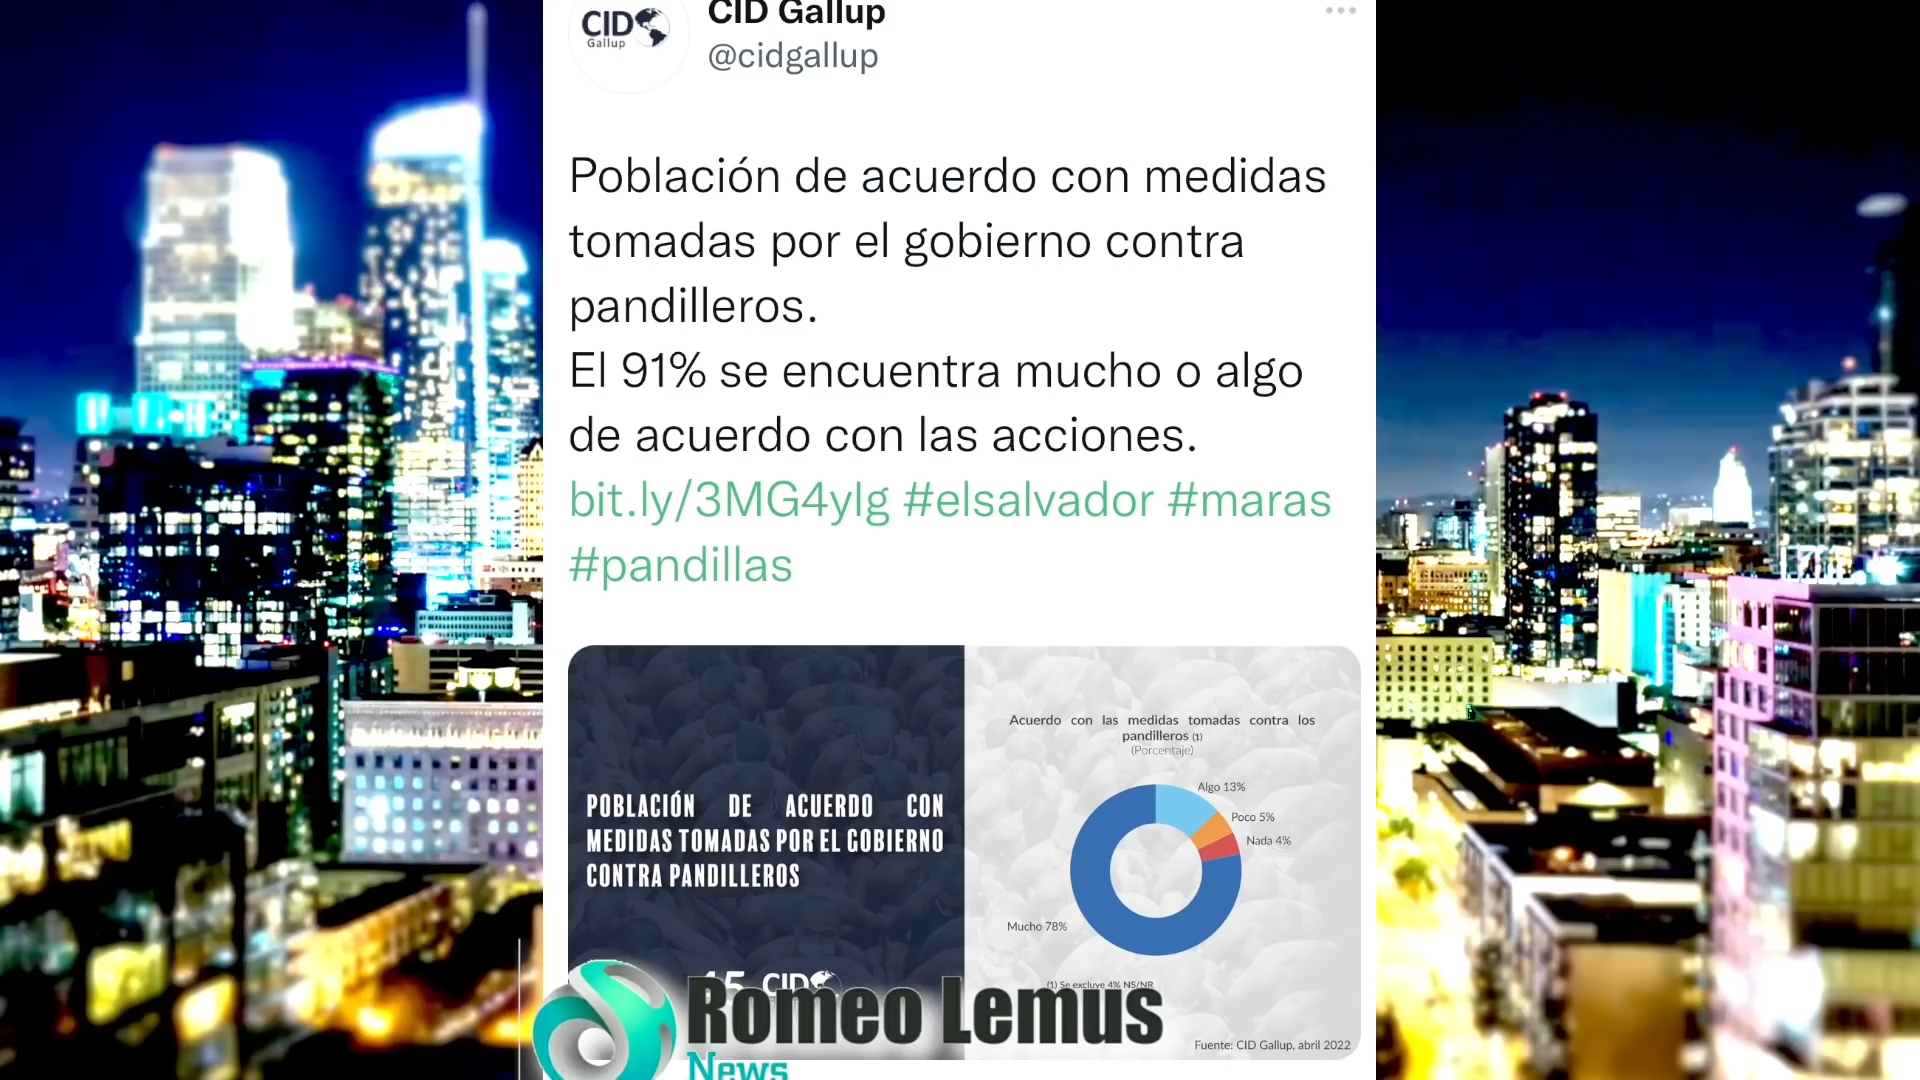 CID Gallup
CID
Gallup
@cidgallup
Población de acuerdo con medidas
tomadas por el gobierno contra
pandilleros.
El 91% se encuentra mucho o algo
de acuerdo con las acciones.
bit.ly/3MG4yIg #elsalvador #maras
#pandillas
POBLACIÓN DE ACUERDO CON
MEDIDAS TOMADAS POR EL GOBIERNO
CONTRA PANDILLEROS
45 CID
Acuerdo con las medidas tomadas contra los
pandilleros (1)
(Porcentaje)
Algo 13%
Poco 5%
Nada 4%
Mucho 78%
(1) Se excluye 4% NS/NR
Fuente: CID Gallup, abril 2022
Romeo Lemus
News